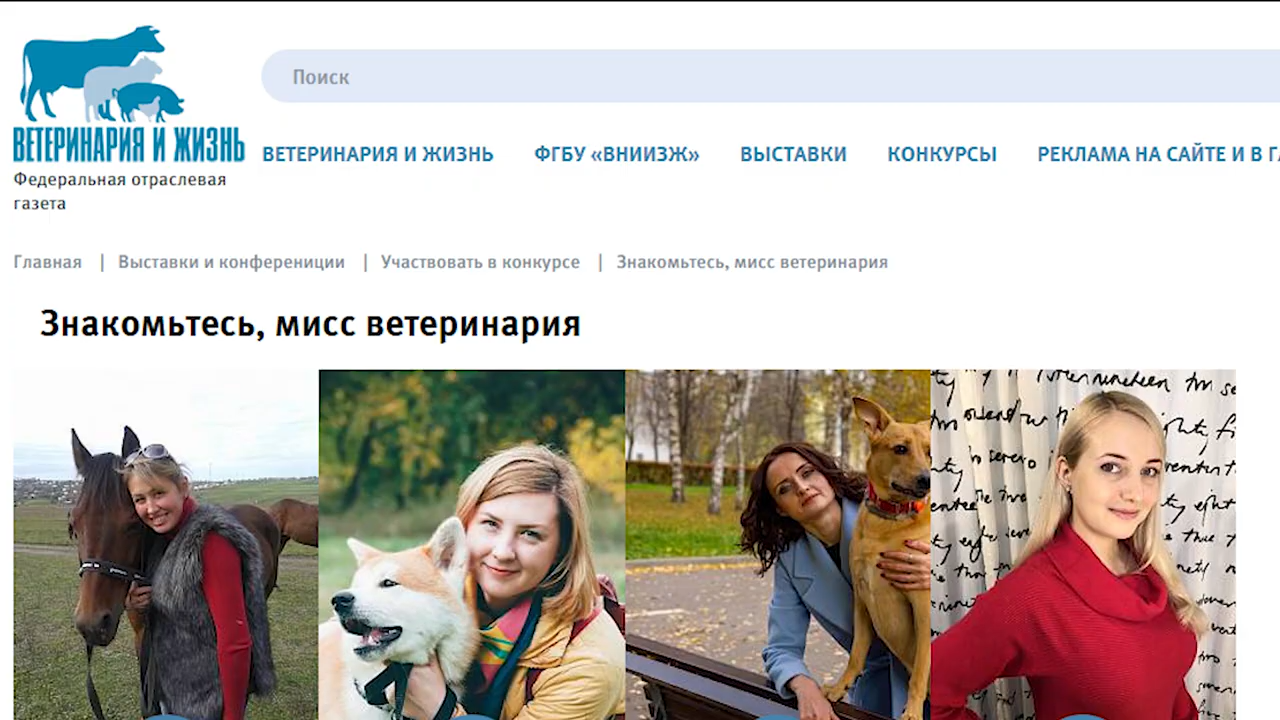 Поиск
ВЕТЕРИНАРИЯ И ЖИЗНЬ
Федеральная отраслевая
газета
ВЕТЕРИНАРИЯ И ЖИЗНЬ ФГБУ «ВНИИЗЖ» ВЫСТАВКИ КОНКУРСЫ РЕКЛАМА НА САЙТЕ И В
Главная | Выставки и конферениции | Участвовать в конкурсе | Знакомьтесь, мисс ветеринария
Знакомьтесь, мисс ветеринария